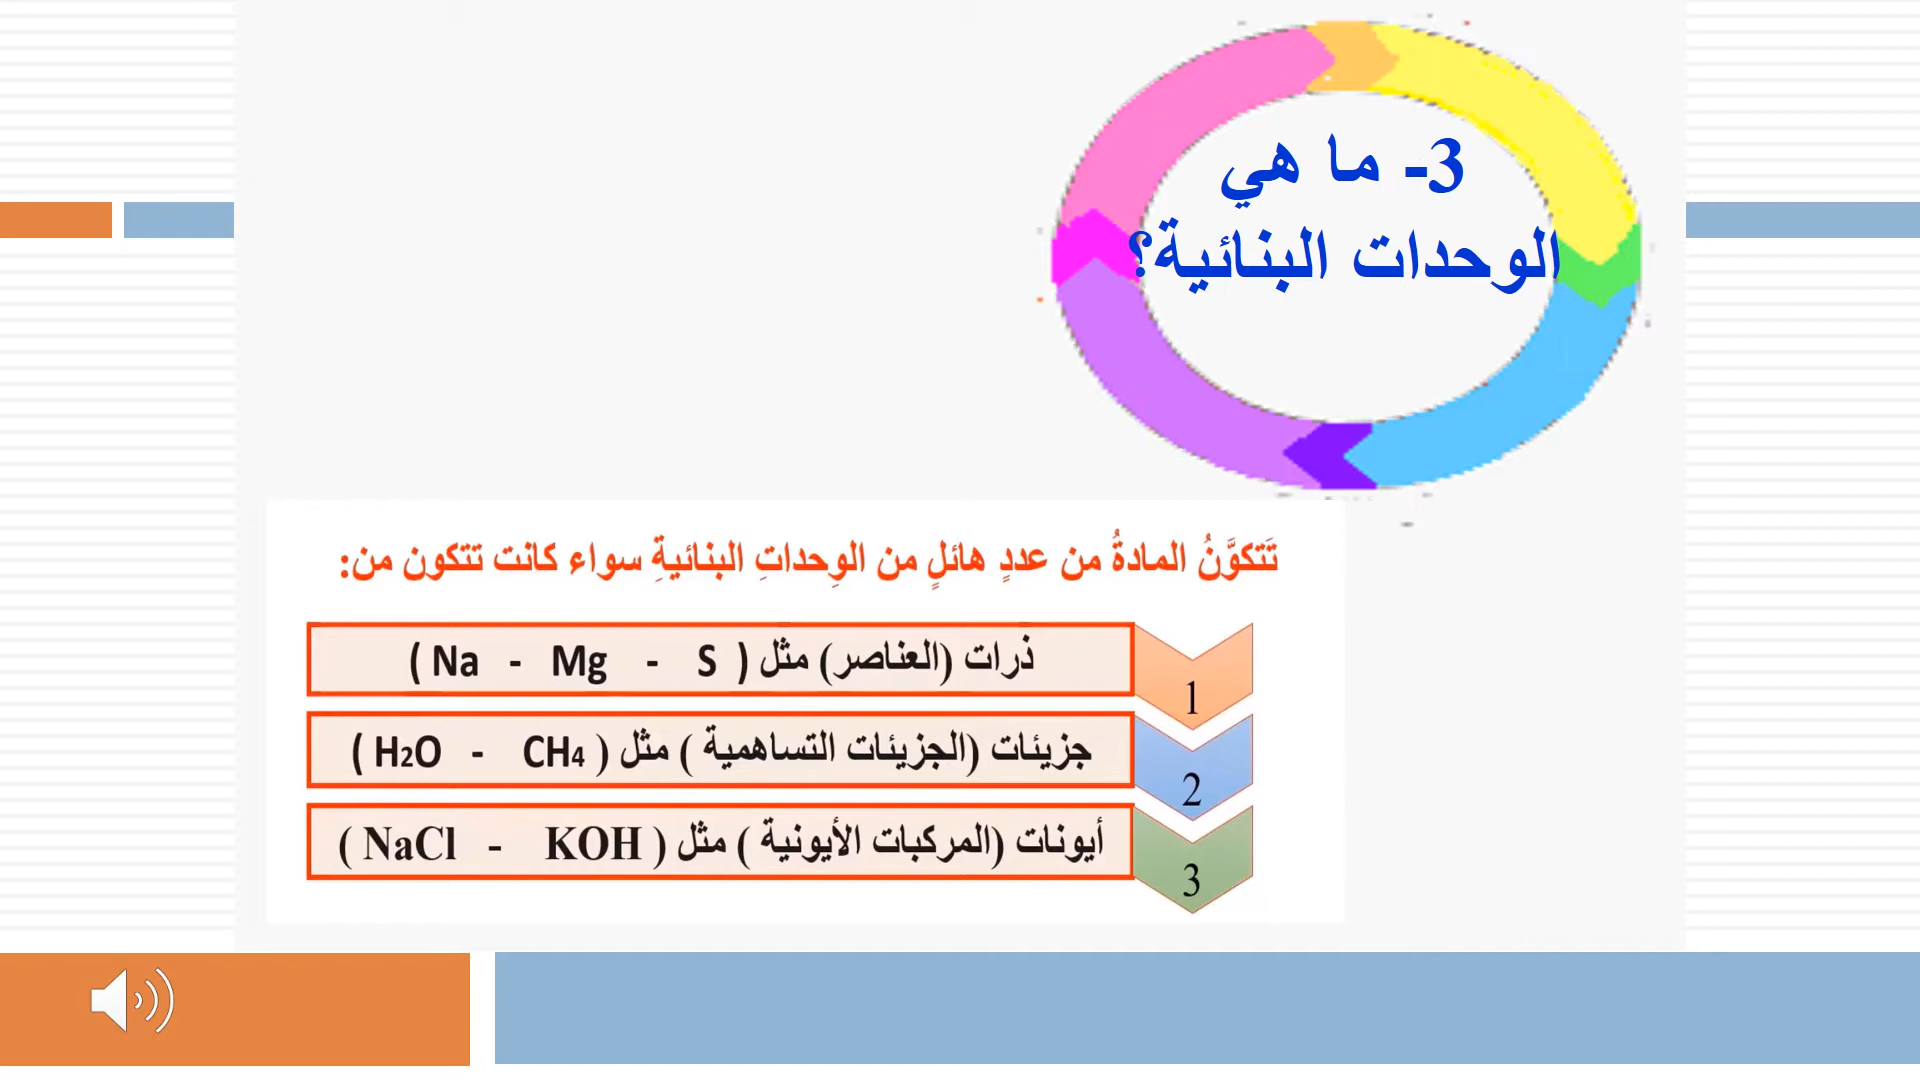 3- ما هي
الوحدات البنائية؟
تَتكوَّنُ المادةُ من عددٍ هائلٍ من الوِحداتِ البنائيةِ سواء كانت تتكون من:
ذرات (العناصر) مثل ( Na - Mg - S )
1
جزيئات (الجزيئات التساهمية ) مثل ( H2O - CH4 )
2
أيونات (المركبات الأيونية ) مثل ( NaCl - KOH )
3